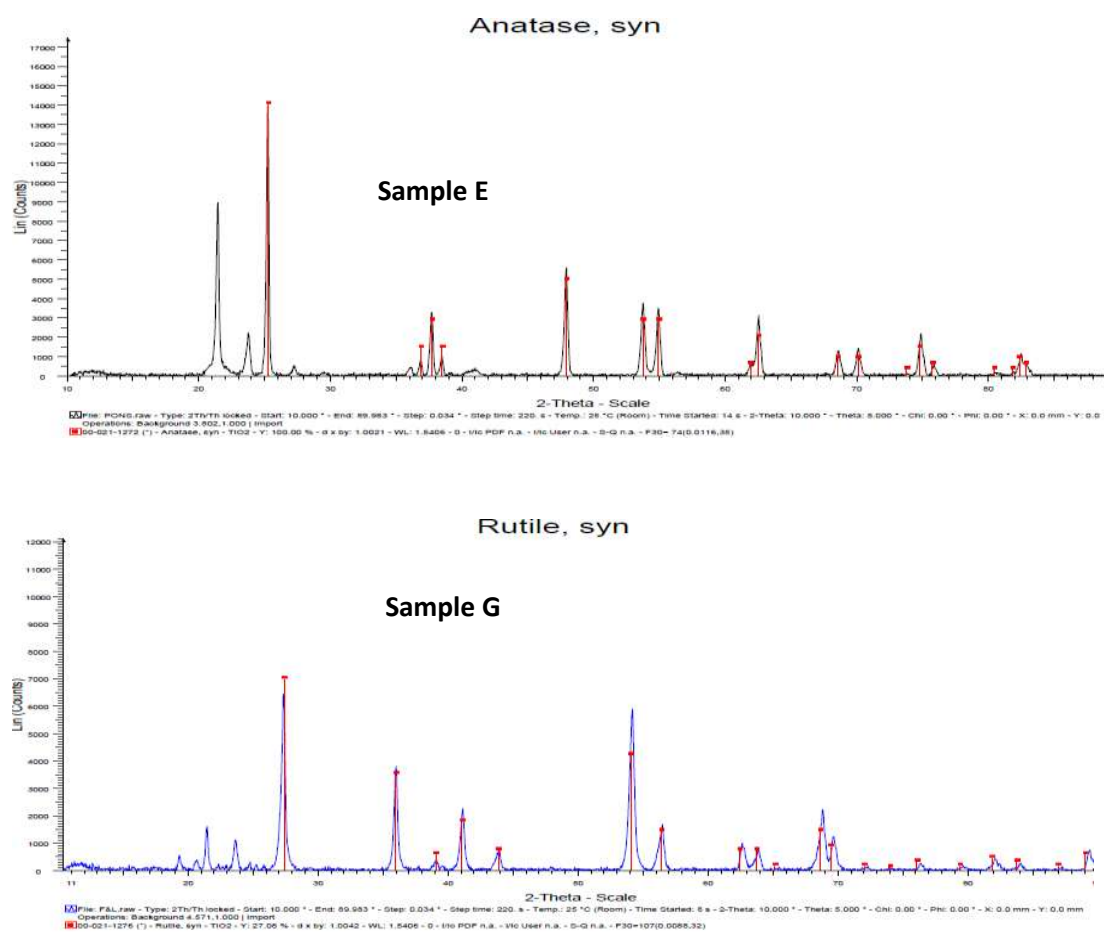 Anatase, syn
17000
16000
15000
14000
13000
12000
11000
10000
9000
8000
7000
6000
5000
4000
3000
2000
1000
0
Lin (Counts)
Sample E
10 20 30 40 50 60 70 80
2-Theta - Scale
File: PONS.raw - Type: 2Th/Th locked - Start: 10.000 ° - End: 89.983 ° - Step: 0.034 ° - Step time: 220. s - Temp.: 25 °C (Room) - Time Started: 14 s - 2-Theta: 10.000 ° - Theta: 5.000 ° - Chi: 0.00 ° - Phi: 0.00 ° - X: 0.0 mm - Y: 0.0
Operations: Background 3.802,1.000 | Import
00-021-1272 (*) - Anatase, syn - TiO2 - Y: 100.00 % - d x by: 1.0021 - WL: 1.5406 - 0 - I/Ic PDF n.a. - I/Ic User n.a. - S-Q n.a. - F30= 74(0.0116,35)
Rutile, syn
12000
11000
10000
9000
8000
7000
6000
5000
4000
3000
2000
1000
0
Lin (Counts)
Sample G
11 20 30 40 50 60 70 80
2-Theta - Scale
File: F&L.raw - Type: 2Th/Th locked - Start: 10.000 ° - End: 89.983 ° - Step: 0.034 ° - Step time: 220. s - Temp.: 25 °C (Room) - Time Started: 8 s - 2-Theta: 10.000 ° - Theta: 5.000 ° - Chi: 0.00 ° - Phi: 0.00 ° - X: 0.0 mm - Y: 0.0 mm
Operations: Background 4.571,1.000 | Import
00-021-1276 (*) - Rutile, syn - TiO2 - Y: 27.06 % - d x by: 1.0042 - WL: 1.5406 - 0 - I/Ic PDF n.a. - I/Ic User n.a. - S-Q n.a. - F30=107(0.0088,32)